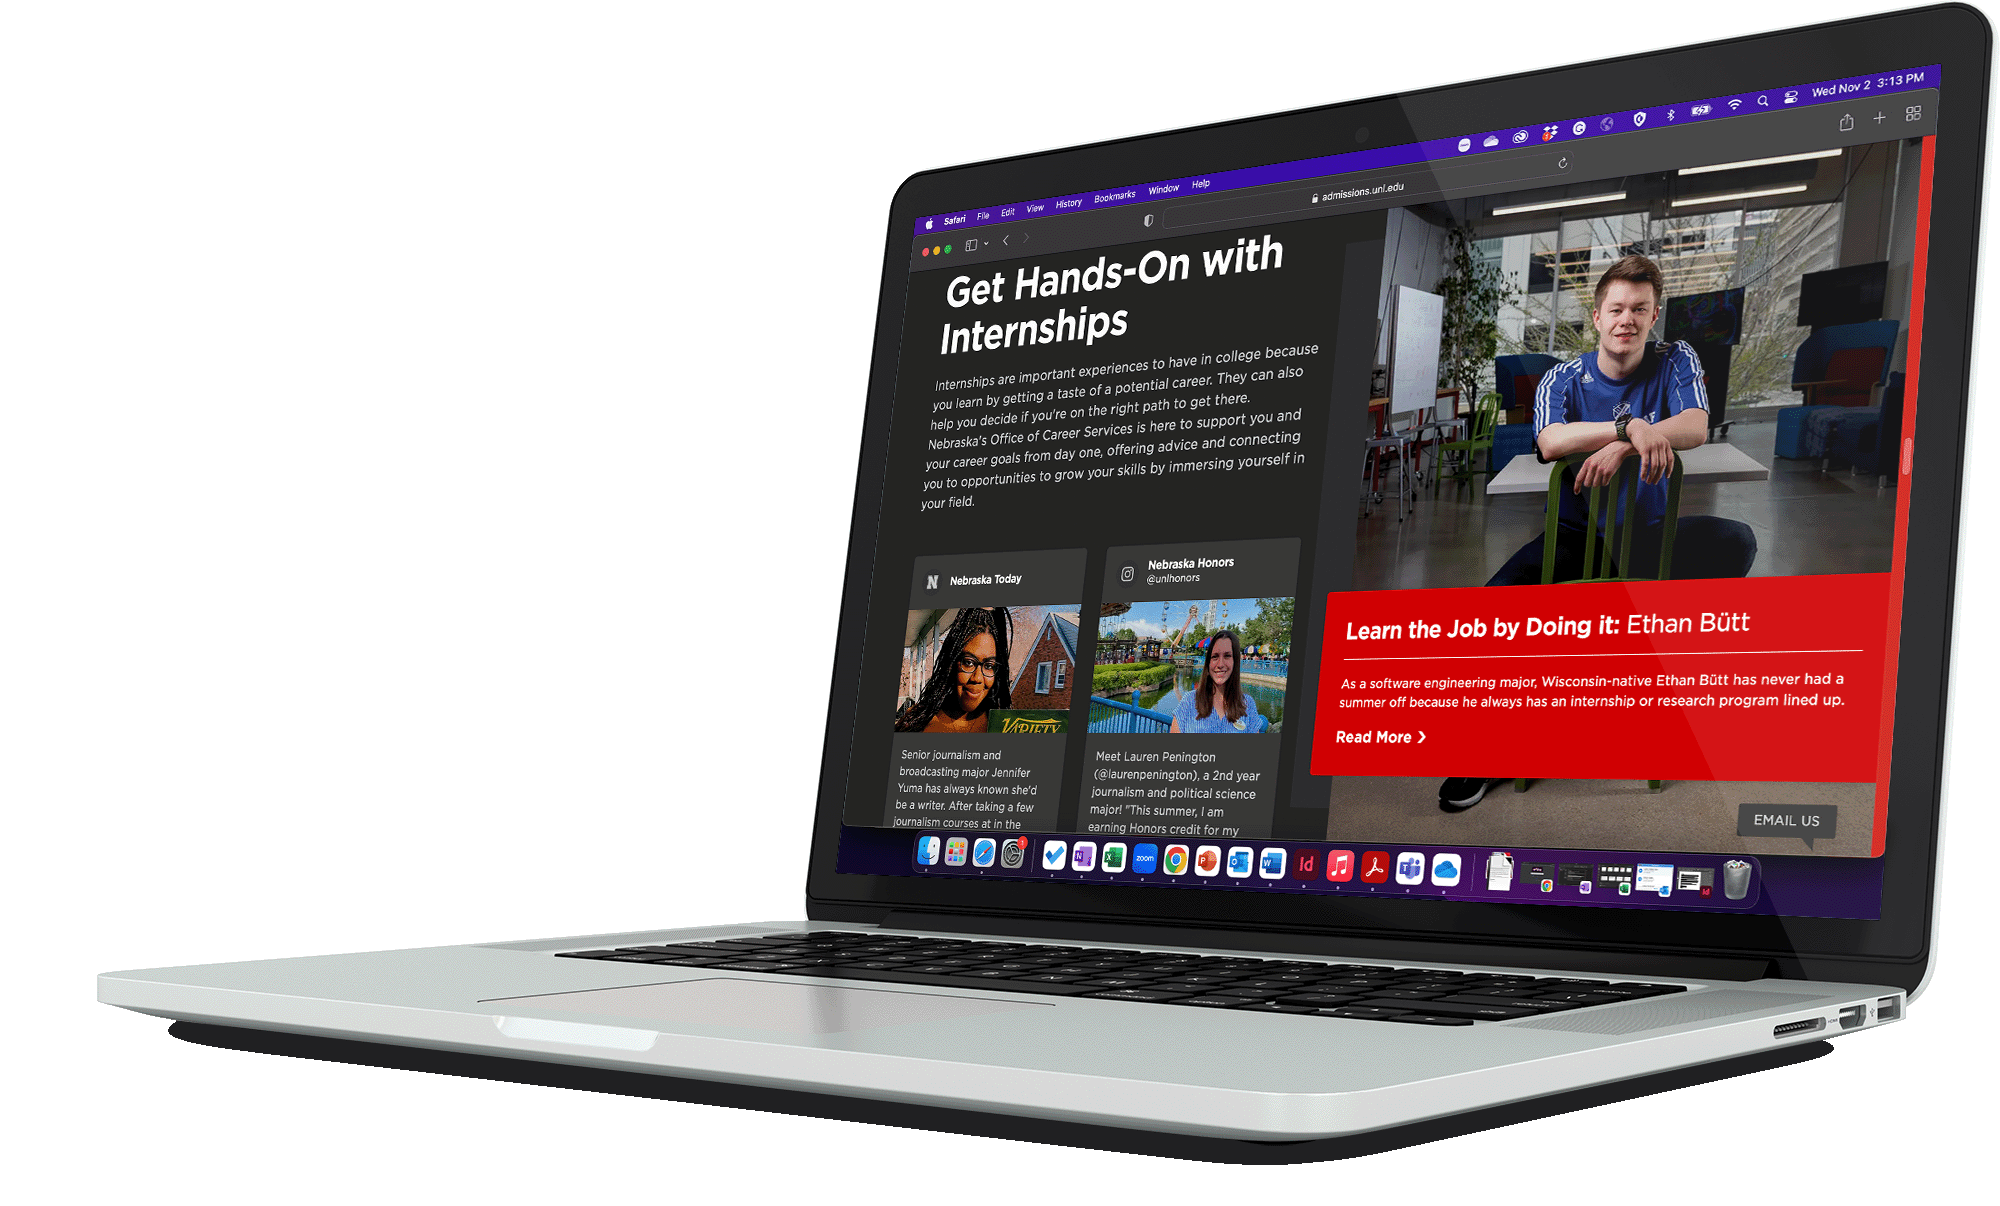 Safari File Edit View History Bookmarks Window Help
Wed Nov 2 3:13 PM
admissions.unl.edu
Get Hands-On with
Internships
Internships are important experiences to have in college because
you learn by getting a taste of a potential career. They can also
help you decide if you're on the right path to get there.
Nebraska's Office of Career Services is here to support you and
your career goals from day one, offering advice and connecting
you to opportunities to grow your skills by immersing yourself in
your field.
N Nebraska Today
VARIETY
Senior journalism and
broadcasting major Jennifer
Yuma has always known she'd
be a writer. After taking a few
journalism courses at in the
Nebraska Honors
@unlhonors
Meet Lauren Penington
(@laurenpenington), a 2nd year
journalism and political science
major! "This summer, I am
earning Honors credit for my
Learn the Job by Doing it: Ethan Bütt
As a software engineering major, Wisconsin-native Ethan Bütt has never had a
summer off because he always has an internship or research program lined up.
Read More
EMAIL US
zoom
Id